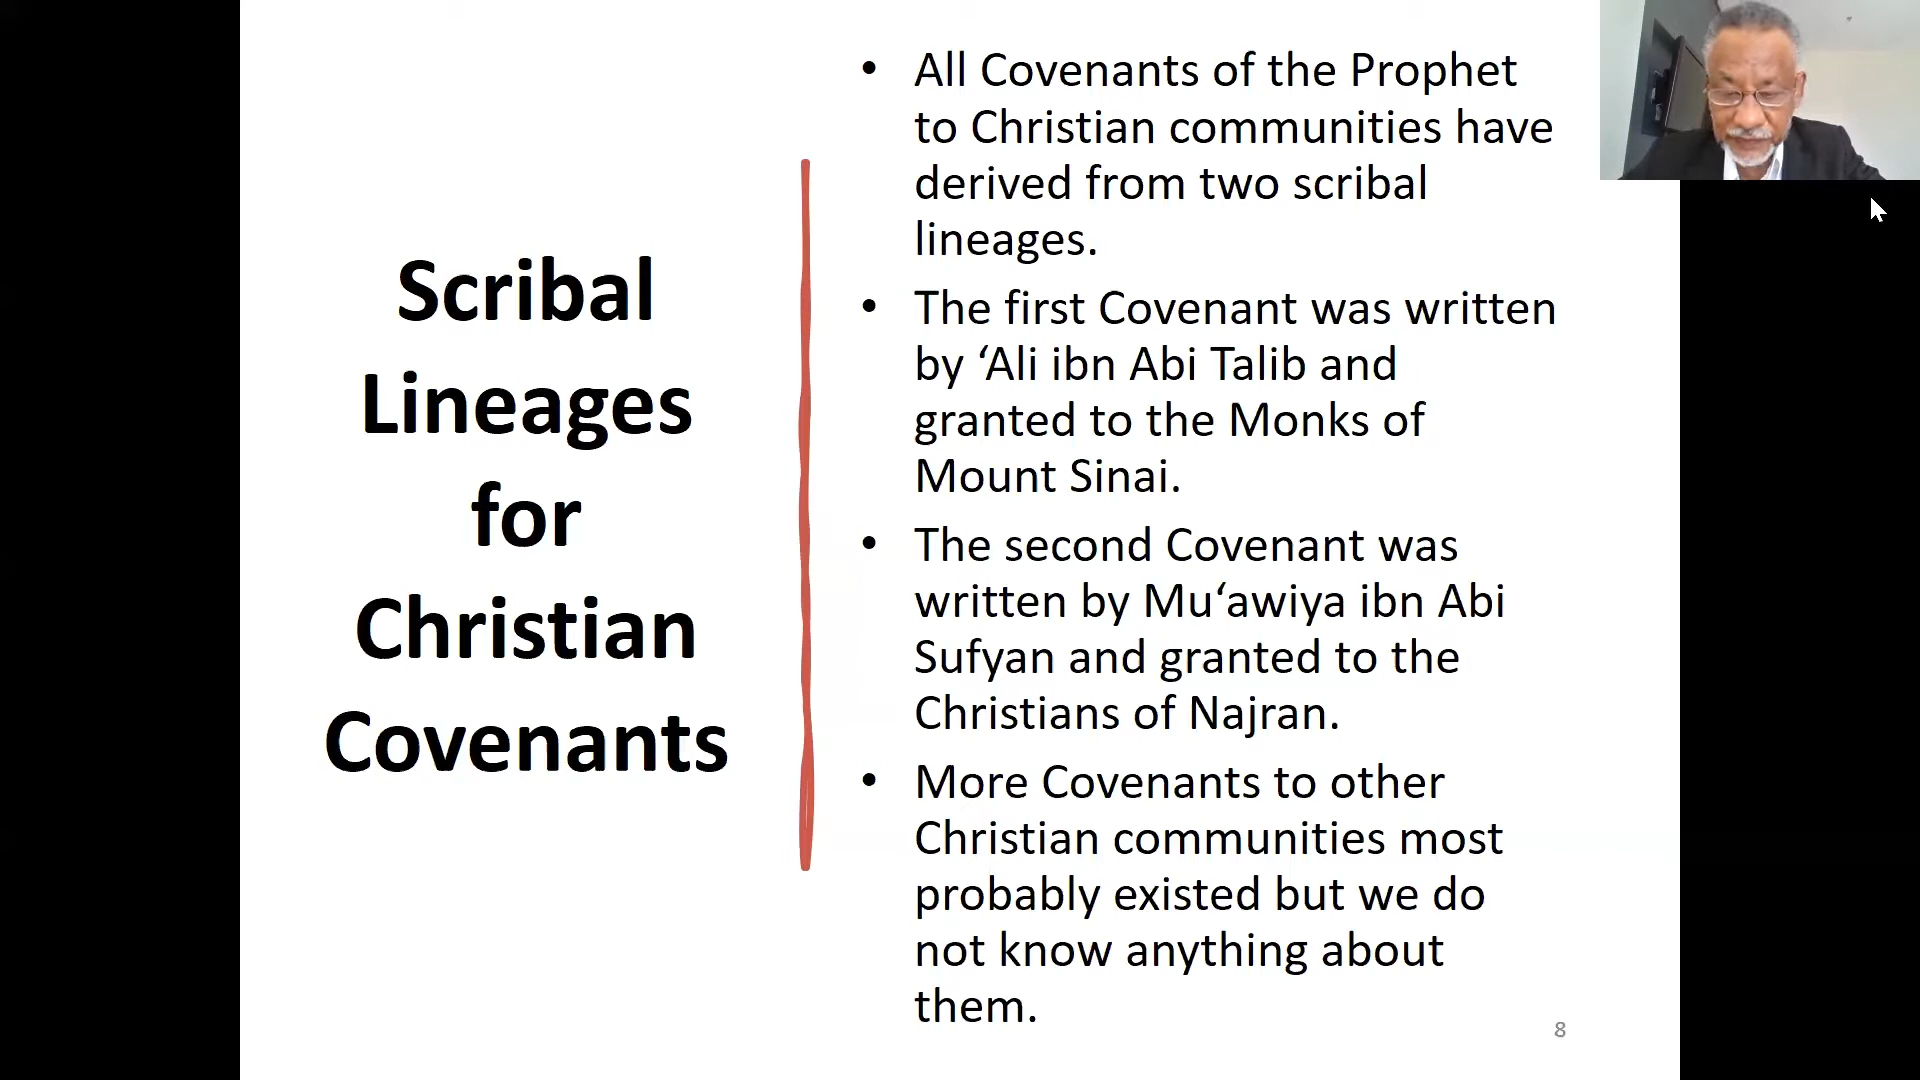 Scribal
Lineages
for
Christian
Covenants
• All Covenants of the Prophet
to Christian communities have
derived from two scribal
lineages.
• The first Covenant was written
by ‘Ali ibn Abi Talib and
granted to the Monks of
Mount Sinai.
• The second Covenant was
written by Mu‘awiya ibn Abi
Sufyan and granted to the
Christians of Najran.
• More Covenants to other
Christian communities most
probably existed but we do
not know anything about
them.
8